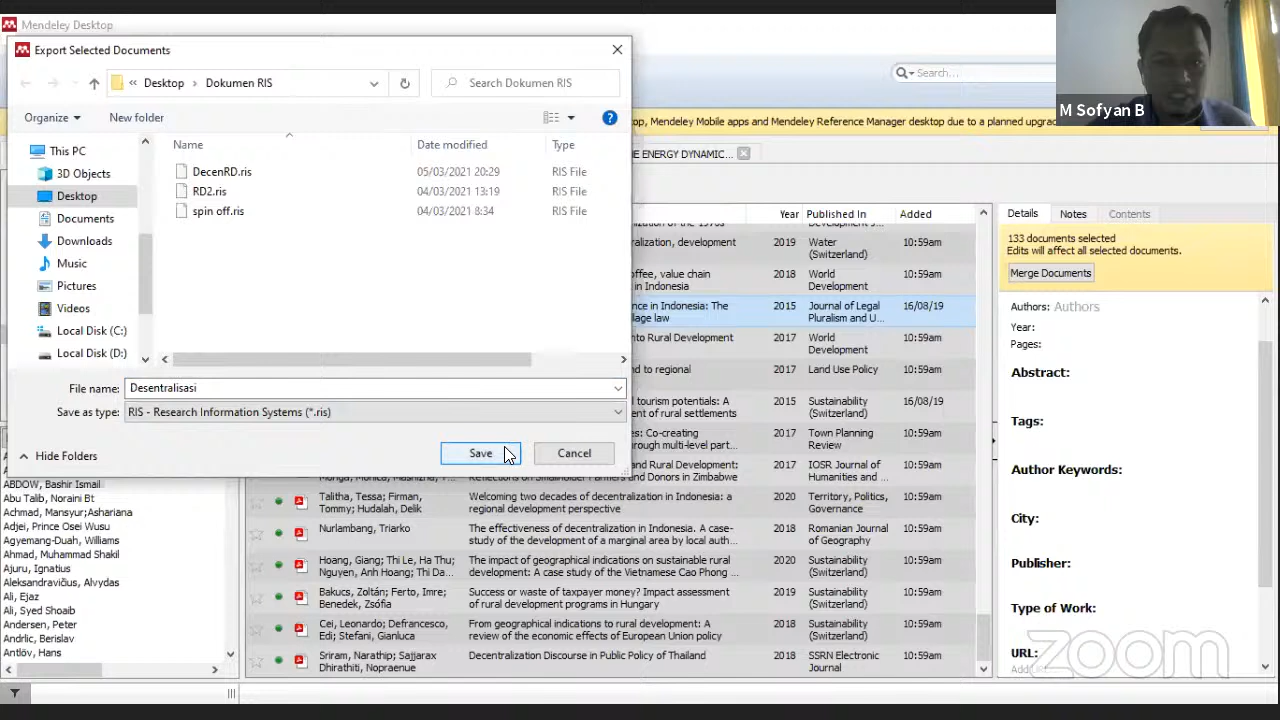 Mendeley Desktop
Export Selected Documents
Desktop
Dokumen RIS
Search Dokumen RIS
Organize
New folder
Name
Date modified
Type
This PC
3D Objects
Desktop
Documents
Downloads
Music
Pictures
Videos
Local Disk (C:)
Local Disk (D:)
DecenRD.ris
05/03/2021 20:29
RIS File
RD2.ris
04/03/2021 13:19
RIS File
spin off.ris
04/03/2021 8:34
RIS File
File name: Desentralisasi
Save as type: RIS - Research Information Systems (*.ris)
Hide Folders
Save
Cancel
Search...
M Sofyan B
op, Mendeley Mobile apps and Mendeley Reference Manager desktop due to a planned upgra
E ENERGY DYNAMIC...
Year
Published In
Added
ralization, development
2019
Water
(Switzerland)
10:59am
offee, value chain
in Indonesia
2018
World
Development
10:59am
nce in Indonesia: The
lage law
2015
Journal of Legal
Pluralism and U...
16/08/19
nto Rural Development
2017
World
Development
10:59am
nd to regional
2017
Land Use Policy
10:59am
l tourism potentials: A
nt of rural settlements
2015
Sustainability
(Switzerland)
16/08/19
es: Co-creating
hrough multi-level part...
2017
Town Planning
Review
10:59am
and Rural Development:
Reflections on Smallholder Farmers and Donors in Zimbabwe
2017
IOSR Journal of
Humanities and ...
10:59am
Talitha, Tessa; Firman,
Tommy; Hudalah, Delik
Welcoming two decades of decentralization in Indonesia: a
regional development perspective
2020
Territory, Politics,
Governance
10:59am
Nurlambang, Triarko
The effectiveness of decentralization in Indonesia. A case-
study of the development of a marginal area by local auth...
2018
Romanian Journal
of Geography
10:59am
Hoang, Giang; Thi Le, Ha Thu;
Nguyen, Anh Hoang; Thi Da...
The impact of geographical indications on sustainable rural
development: A case study of the Vietnamese Cao Phong ...
2020
Sustainability
(Switzerland)
10:59am
Bakucs, Zoltán; Ferto, Imre;
Benedek, Zsófia
Success or waste of taxpayer money? Impact assessment
of rural development programs in Hungary
2019
Sustainability
(Switzerland)
10:59am
Cei, Leonardo; Defrancesco,
Edi; Stefani, Gianluca
From geographical indications to rural development: A
review of the economic effects of European Union policy
2018
Sustainability
(Switzerland)
10:59am
Sriram, Narathip; Sajjarax
Dhirathiti, Nopraenue
Decentralization Discourse in Public Policy of Thailand
2018
SSRN Electronic
Journal
10:59am
ABDOW, Bashir Ismail
Abu Talib, Noraini Bt
Achmad, Mansyur;Ashariana
Adjei, Prince Osei Wusu
Agyemang-Duah, Williams
Ahmad, Muhammad Shakil
Ajuru, Ignatius
Aleksandravičius, Alvydas
Ali, Ejaz
Ali, Syed Shoaib
Andersen, Peter
Andrlic, Berislav
Antlöv, Hans
Details
Notes
Contents
133 documents selected
Edits will affect all selected documents.
Merge Documents
Authors: Authors
Year:
Pages:
Abstract:
Tags:
Author Keywords:
City:
Publisher:
Type of Work:
URL:
zoom